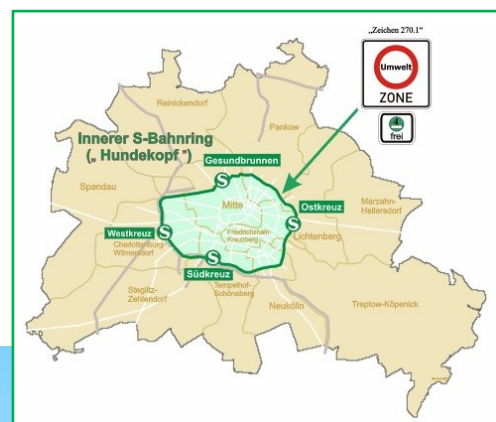 „Zeichen 270.1“
Umwelt
ZONE
4
frei
Reinickendorf
Pankow
Innerer S-Bahnring
(„ Hundekopf ")
Gesundbrunnen
S
Spandau
Mitte
Marzahn-
Hellersdorf
Ostkreuz
S
Westkreuz
S
Friedrichshain-
Kreuzberg
Lichtenberg
Charlottenburg-
Wilmersdorf
S
Südkreuz
Steglitz-
Zehlendorf
Tempelhof-
Schöneberg
Neukölln
Treptow-Köpenick